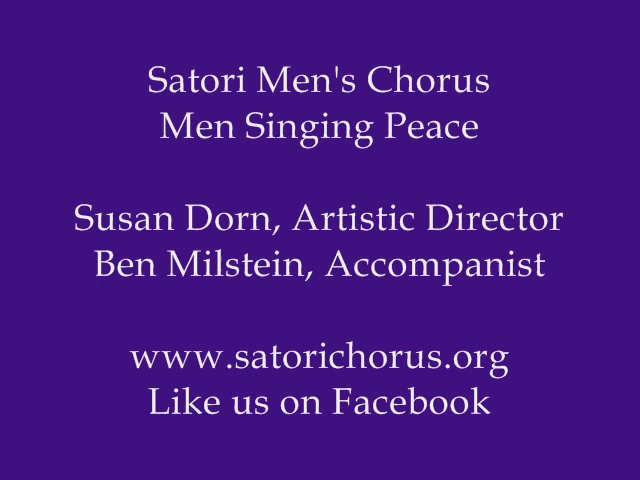 Satori Men's Chorus
Men Singing Peace
Susan Dorn, Artistic Director
Ben Milstein, Accompanist
www.satorichorus.org
Like us on Facebook